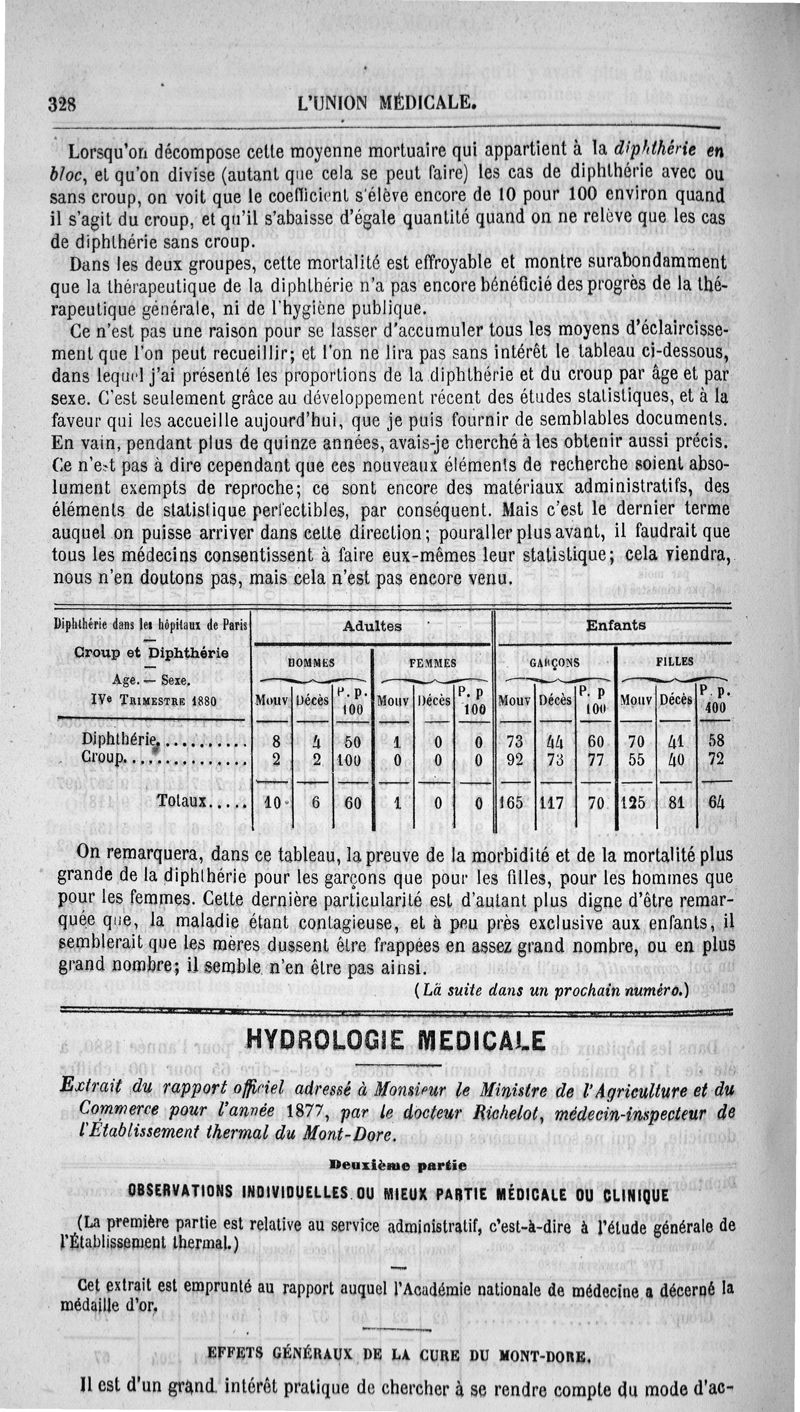 328 L'UNION MÉDICALE.
Lorsqu'on décompose cette moyenne mortuaire qui appartient à la diphthérie en
bloc, et qu'on divise (autant que cela se peut faire) les cas de diphthérie avec ou
sans croup, on voit que le coefficient s'élève encore de 10 pour 100 environ quand
il s'agit du croup, et qu'il s'abaisse d'égale quantité quand on ne relève que les cas
de diphthérie sans croup.
Dans les deux groupes, cette mortalité est effroyable et montre surabondamment
que la thérapeutique de la diphthérie n'a pas encore bénéficié des progrès de la thé-
rapeutique générale, ni de l'hygiène publique.
Ce n'est pas une raison pour se lasser d'accumuler tous les moyens d'éclaircisse-
ment que l'on peut recueillir; et l'on ne lira pas sans intérêt le tableau ci-dessous,
dans lequel j'ai présenté les proportions de la diphthérie et du croup par âge et par
sexe. C'est seulement grâce au développement récent des études statistiques, et à la
faveur qui les accueille aujourd'hui, que je puis fournir de semblables documents.
En vain, pendant plus de quinze années, avais-je cherché à les obtenir aussi précis.
Ce n'est pas à dire cependant que ces nouveaux éléments de recherche soient abso-
lument exempts de reproche; ce sont encore des matériaux administratifs, des
éléments de statistique perfectibles, par conséquent. Mais c'est le dernier terme
auquel on puisse arriver dans cette direction; pour aller plus avant, il faudrait que
tous les médecins consentissent à faire eux-mêmes leur statistique; cela viendra,
nous n'en doutons pas, mais cela n'est pas encore venu.
Diphthérie dans les hôpitaux de Paris Adultes Enfants
Croup et Diphthérie
HOMMES FEMMES GARÇONS FILLES
Age. — Sexe.
IVe TRIMESTRE 1880 Mouv Décès P. p. 100 Mouv Décès P. p 100 Mouv Décès P. p 100 Mouv Décès P. p. 100
Diphthérie........... 8 4 50 1 0 0 73 44 60 70 41 58
Croup............... 2 2 100 0 0 0 92 73 77 55 40 72
Totaux..... 10 6 60 1 0 0 165 117 70 125 81 64
On remarquera, dans ce tableau, la preuve de la morbidité et de la mortalité plus
grande de la diphthérie pour les garçons que pour les filles, pour les hommes que
pour les femmes. Cette dernière particularité est d'autant plus digne d'être remar-
quée que, la maladie étant contagieuse, et à peu près exclusive aux enfants, il
semblerait que les mères dussent être frappées en assez grand nombre, ou en plus
grand nombre; il semble n'en être pas ainsi.
(La suite dans un prochain numéro.)
HYDROLOGIE MEDICALE
Extrait du rapport officiel adressé à Monsieur le Ministre de l'Agriculture et du
Commerce pour l'année 1877, par le docteur Richelot, médecin-inspecteur de
l'Établissement thermal du Mont-Dore.
Deuxième partie
OBSERVATIONS INDIVIDUELLES OU MIEUX PARTIE MÉDICALE OU CLINIQUE
(La première partie est relative au service administratif, c'est-à-dire à l'étude générale de
l'Établissement thermal.)
Cet extrait est emprunté au rapport auquel l'Académie nationale de médecine a décerné la
médaille d'or.
EFFETS GÉNÉRAUX DE LA CURE DU MONT-DORE.
Il est d'un grand intérêt pratique de chercher à se rendre compte du mode d'ac-